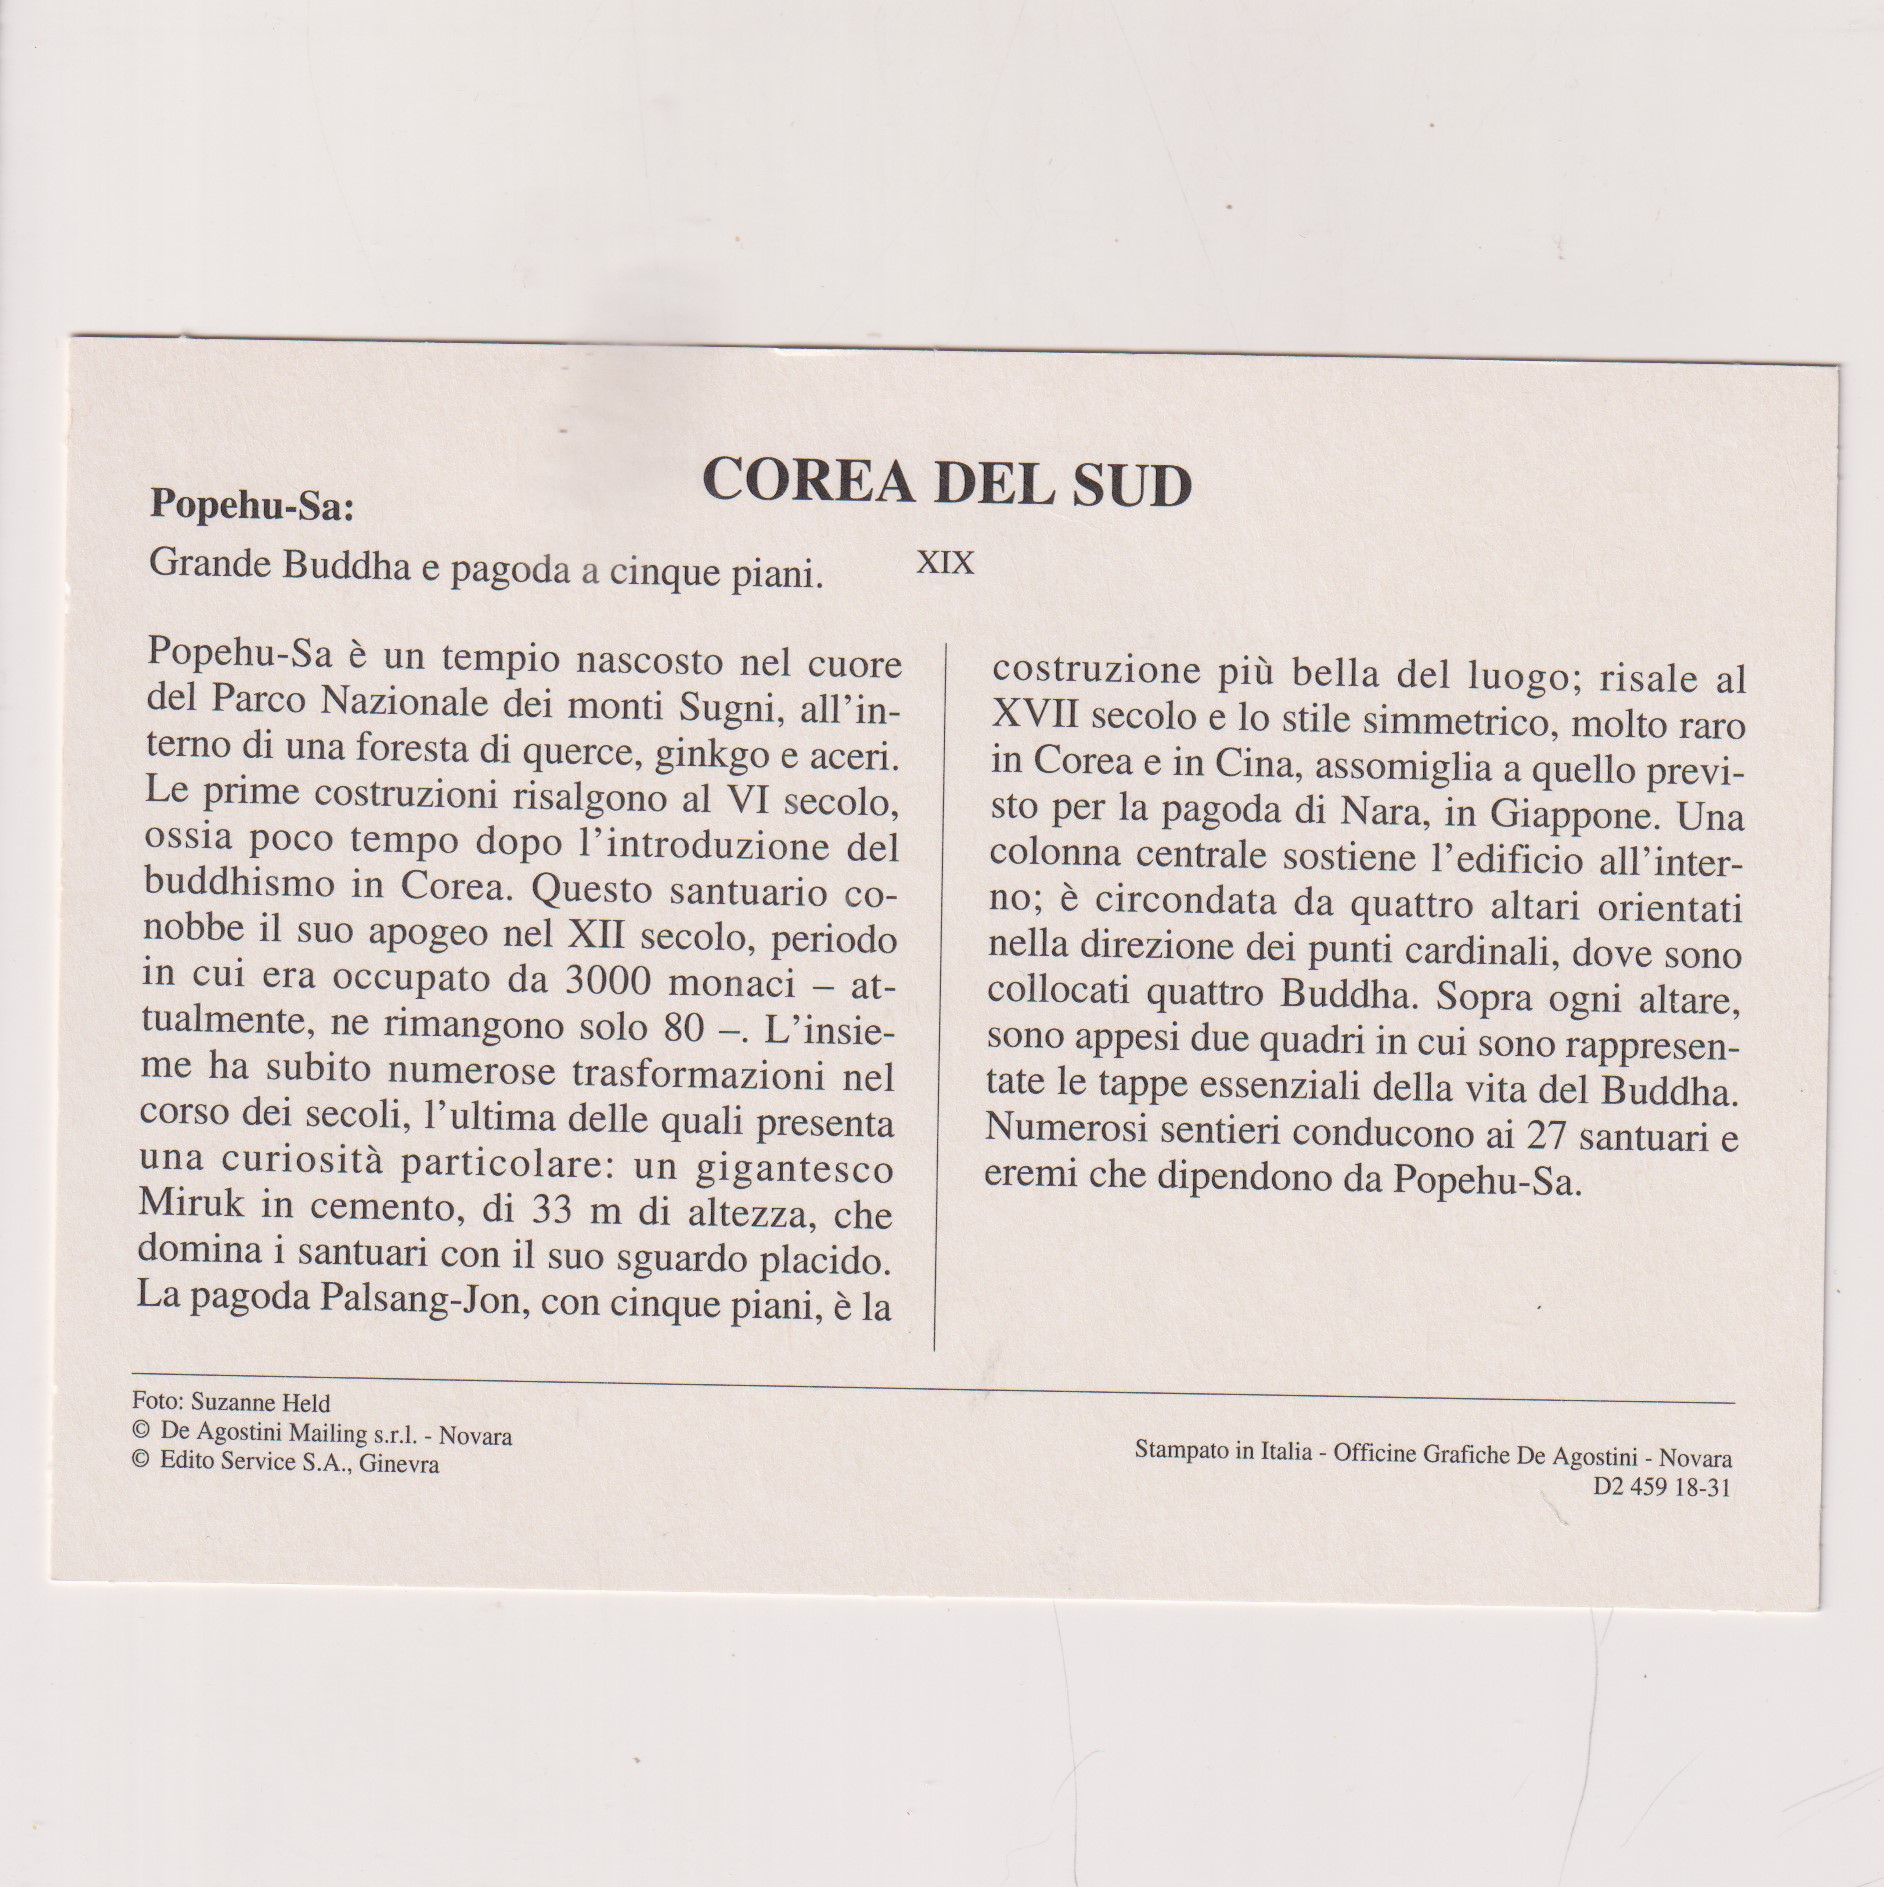 COREA DEL SUD
Popehu-Sa:
Grande Buddha e pagoda a cinque piani.
XIX
Popehu-Sa è un tempio nascosto nel cuore
del Parco Nazionale dei monti Sugni, all'in-
terno di una foresta di querce, ginkgo e aceri.
Le prime costruzioni risalgono al VI secolo,
ossia poco tempo dopo l'introduzione del
buddhismo in Corea. Questo santuario co-
nobbe il suo apogeo nel XII secolo, periodo
in cui era occupato da 3000 monaci – at-
tualmente, ne rimangono solo 80 –. L'insie-
me ha subito numerose trasformazioni nel
corso dei secoli, l'ultima delle quali presenta
una curiosità particolare: un gigantesco
Miruk in cemento, di 33 m di altezza, che
domina i santuari con il suo sguardo placido.
La pagoda Palsang-Jon, con cinque piani, è la
costruzione più bella del luogo; risale al
XVII secolo e lo stile simmetrico, molto raro
in Corea e in Cina, assomiglia a quello previ-
sto per la pagoda di Nara, in Giappone. Una
colonna centrale sostiene l'edificio all'inter-
no; è circondata da quattro altari orientati
nella direzione dei punti cardinali, dove sono
collocati quattro Buddha. Sopra ogni altare,
sono appesi due quadri in cui sono rappresen-
tate le tappe essenziali della vita del Buddha.
Numerosi sentieri conducono ai 27 santuari e
eremi che dipendono da Popehu-Sa.
Foto: Suzanne Held
© De Agostini Mailing s.r.l. - Novara
© Edito Service S.A., Ginevra
Stampato in Italia - Officine Grafiche De Agostini - Novara
D2 459 18-31